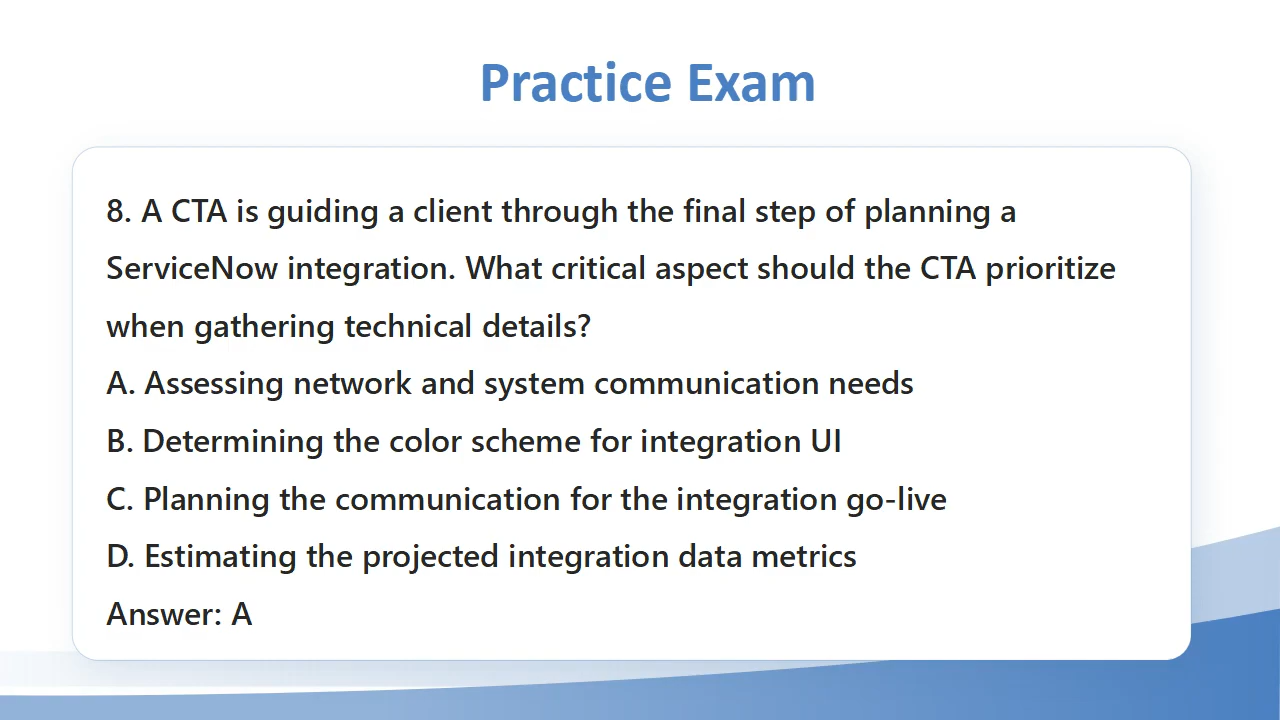 Practice Exam
8. A CTA is guiding a client through the final step of planning a
ServiceNow integration. What critical aspect should the CTA prioritize
when gathering technical details?
A. Assessing network and system communication needs
B. Determining the color scheme for integration UI
C. Planning the communication for the integration go-live
D. Estimating the projected integration data metrics
Answer: A